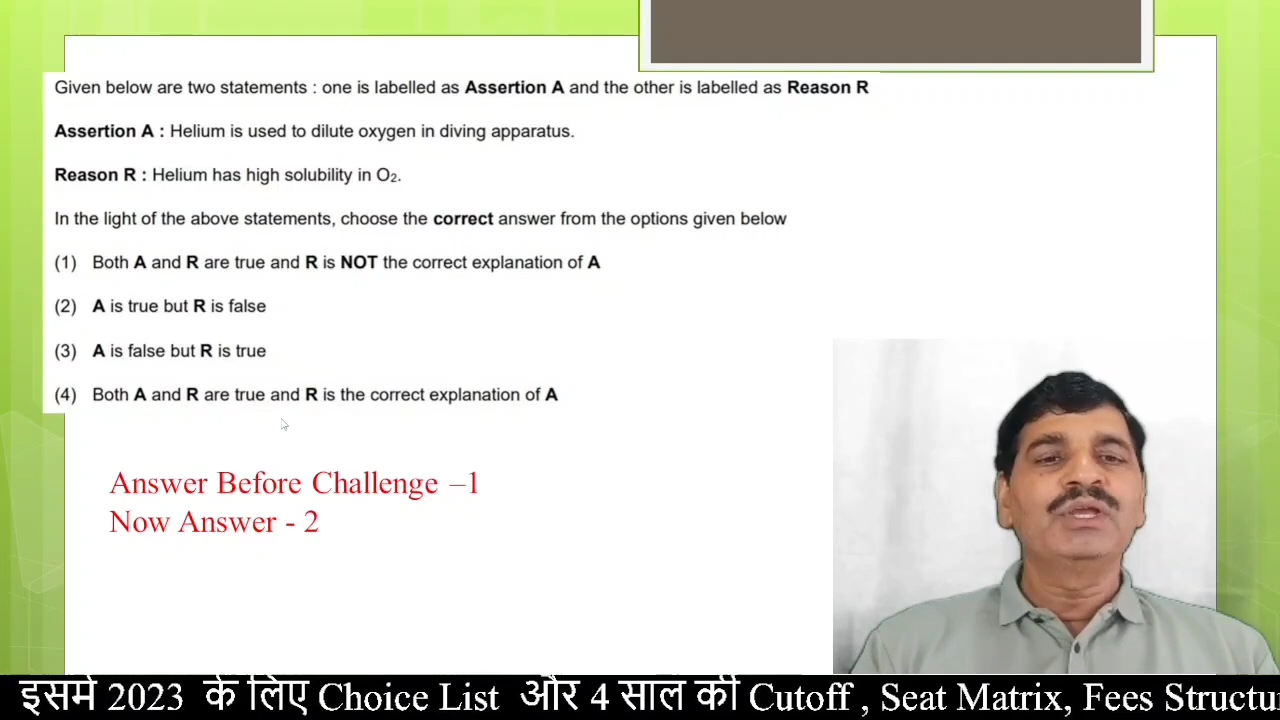 Given below are two statements : one is labelled as Assertion A and the other is labelled as Reason R
Assertion A : Helium is used to dilute oxygen in diving apparatus.
Reason R : Helium has high solubility in O₂.
In the light of the above statements, choose the correct answer from the options given below
(1) Both A and R are true and R is NOT the correct explanation of A
(2) A is true but R is false
(3) A is false but R is true
(4) Both A and R are true and R is the correct explanation of A
Answer Before Challenge –1
Now Answer - 2
इसमें 2023 के लिए Choice List और 4 साल की Cutoff , Seat Matrix, Fees